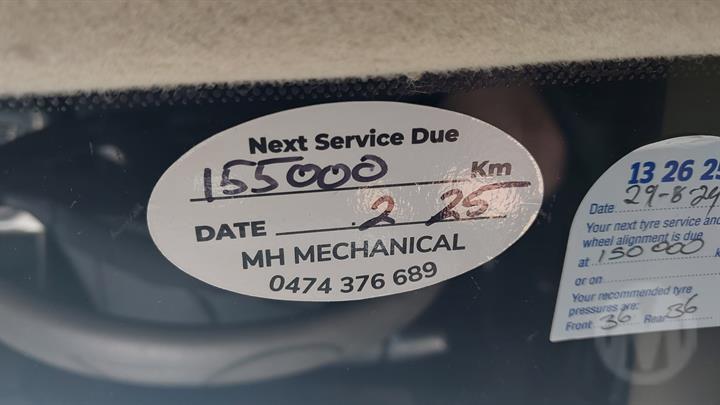 Next Service Due
155000 Km
DATE 2 25
MH MECHANICAL
0474 376 689
13 26 25
Date 29-8-29
Your next tyre service and
wheel alignment is due
at 150 000
or on
Your recommended tyre
pressures are:
Front 36 Rear 36